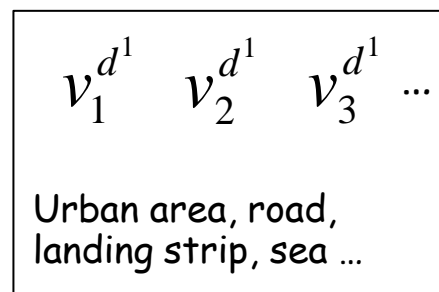 $v_1^{d^1}$ $v_2^{d^1}$ $v_3^{d^1}$ ...
Urban area, road,
landing strip, sea ...